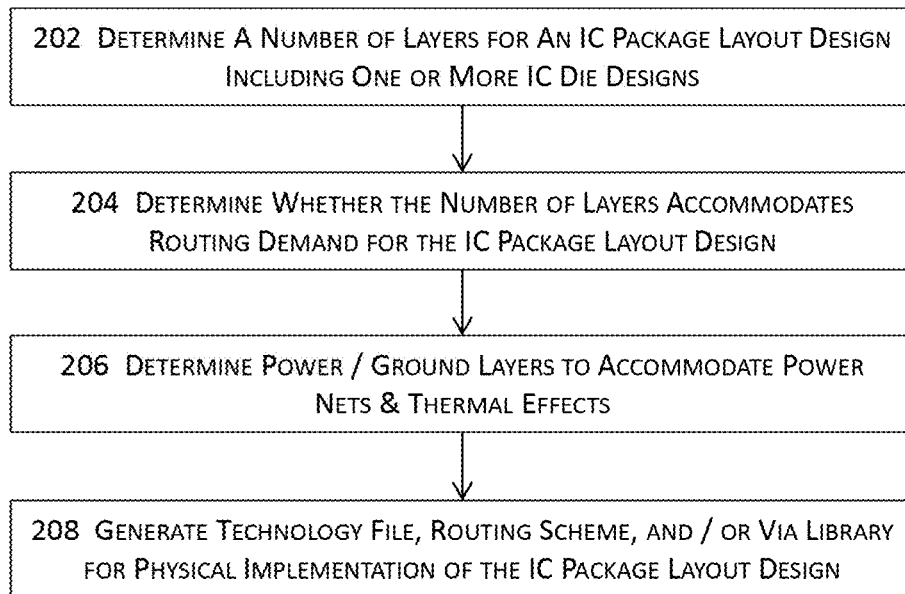 202 Determine A Number of Layers for An IC Package Layout Design
Including One or More IC Die Designs
204 Determine Whether the Number of Layers Accommodates
Routing Demand for the IC Package Layout Design
206 Determine Power / Ground Layers to Accommodate Power
Nets & Thermal Effects
208 Generate Technology File, Routing Scheme, and / or Via Library
for Physical Implementation of the IC Package Layout Design